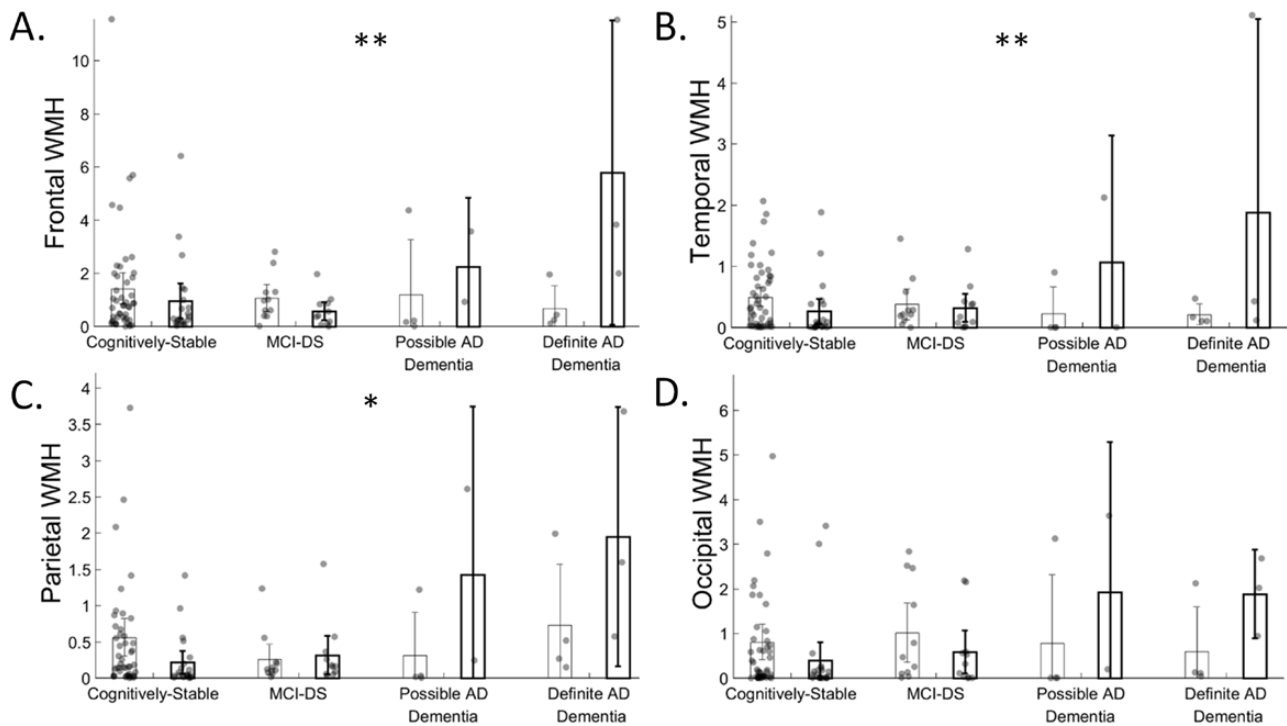 A.
**
Frontal WMH
10
8
6
4
2
0
Cognitively-Stable
MCI-DS
Possible AD
Dementia
Definite AD
Dementia
B.
**
Temporal WMH
5
4
3
2
1
0
Cognitively-Stable
MCI-DS
Possible AD
Dementia
Definite AD
Dementia
C.
*
Parietal WMH
4
3.5
3
2.5
2
1.5
1
0.5
0
Cognitively-Stable
MCI-DS
Possible AD
Dementia
Definite AD
Dementia
D.
Occipital WMH
6
5
4
3
2
1
0
Cognitively-Stable
MCI-DS
Possible AD
Dementia
Definite AD
Dementia